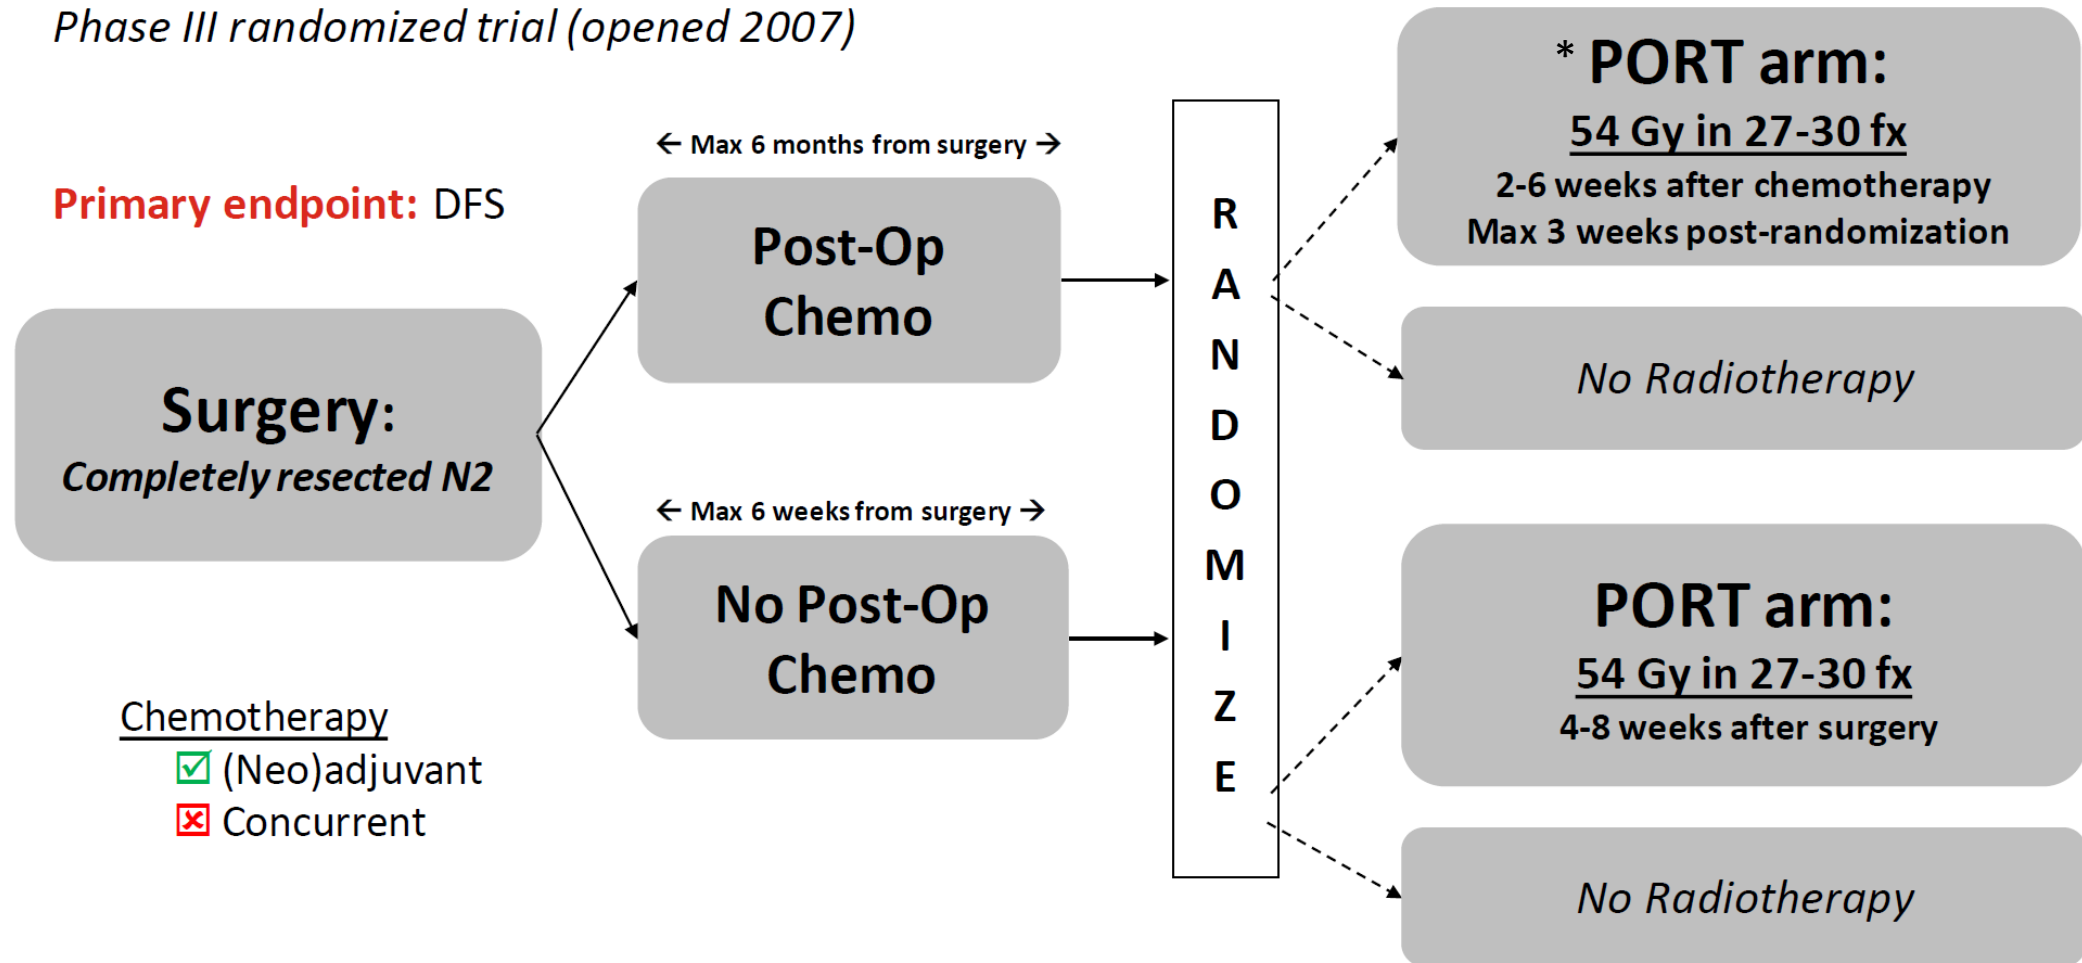 Phase III randomized trial (opened 2007)
Primary endpoint: DFS
Surgery:
Completely resected N2
Chemotherapy
☑ (Neo)adjuvant
☒ Concurrent
← Max 6 months from surgery →
Post-Op
Chemo
← Max 6 weeks from surgery →
No Post-Op
Chemo
R
A
N
D
O
M
I
Z
E
* PORT arm:
54 Gy in 27-30 fx
2-6 weeks after chemotherapy
Max 3 weeks post-randomization
No Radiotherapy
PORT arm:
54 Gy in 27-30 fx
4-8 weeks after surgery
No Radiotherapy